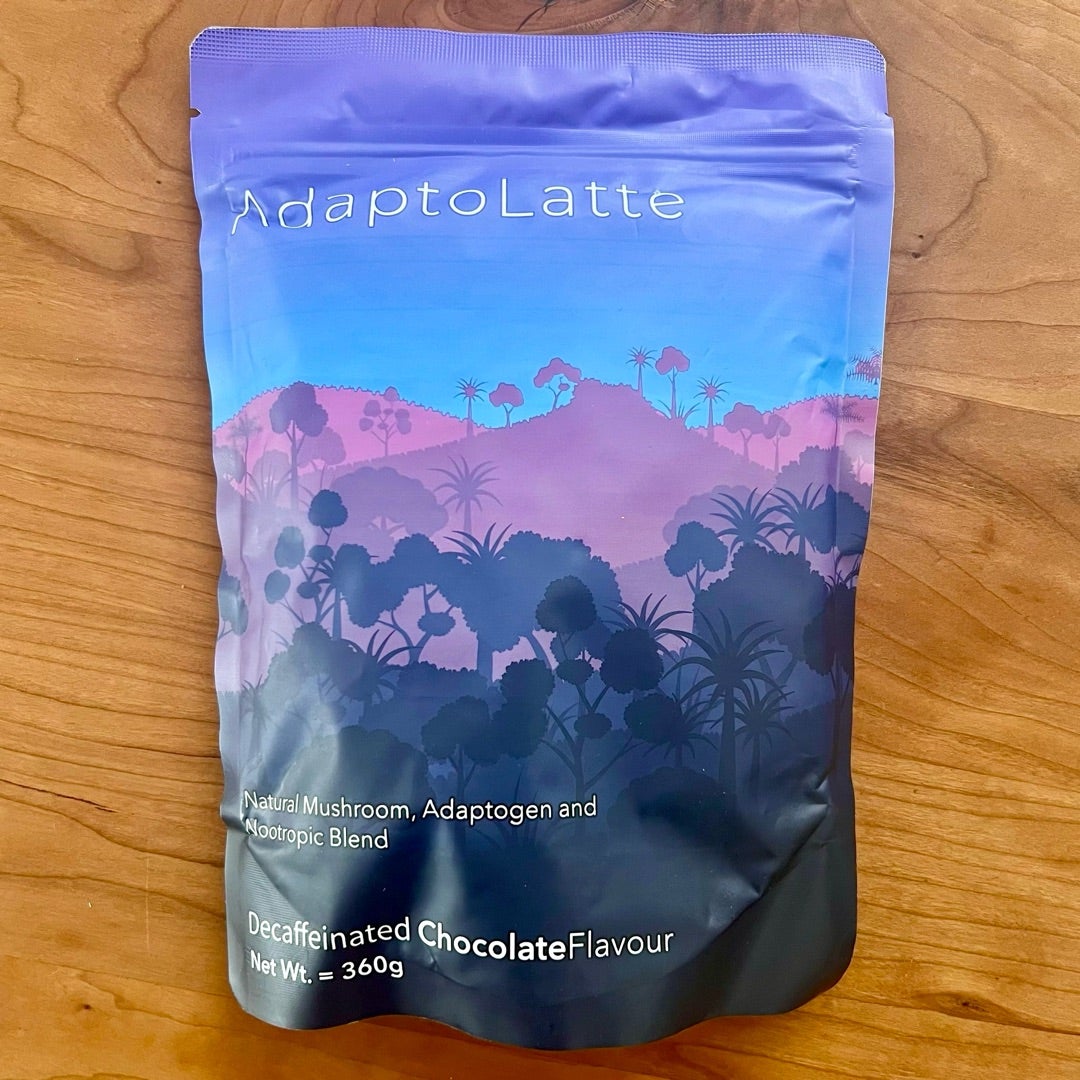 AdaptoLatte
Natural Mushroom, Adaptogen and
Nootropic Blend
Decaffeinated ChocolateFlavour
Net Wt. = 360g